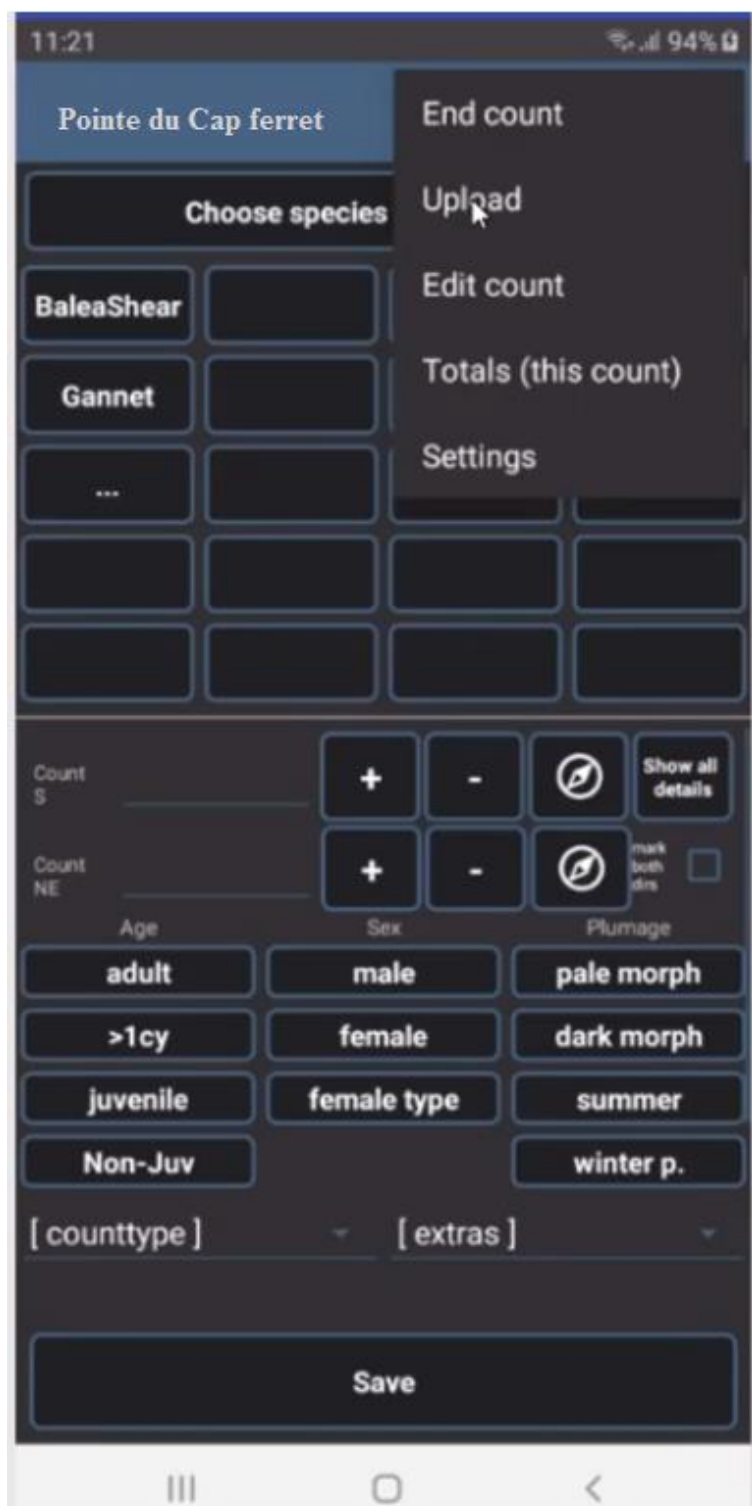 11:21 94%
Pointe du Cap ferret
End count
Upload
Edit count
Totals (this count)
Settings
Choose species
BaleaShear
Gannet
...
Count
S
+ -
Show all
details
Count
NE
+ -
mark
both
dirs
Age Sex Plumage
adult male pale morph
>1cy female dark morph
juvenile female type summer
Non-Juv winter p.
[ counttype ] [ extras ]
Save